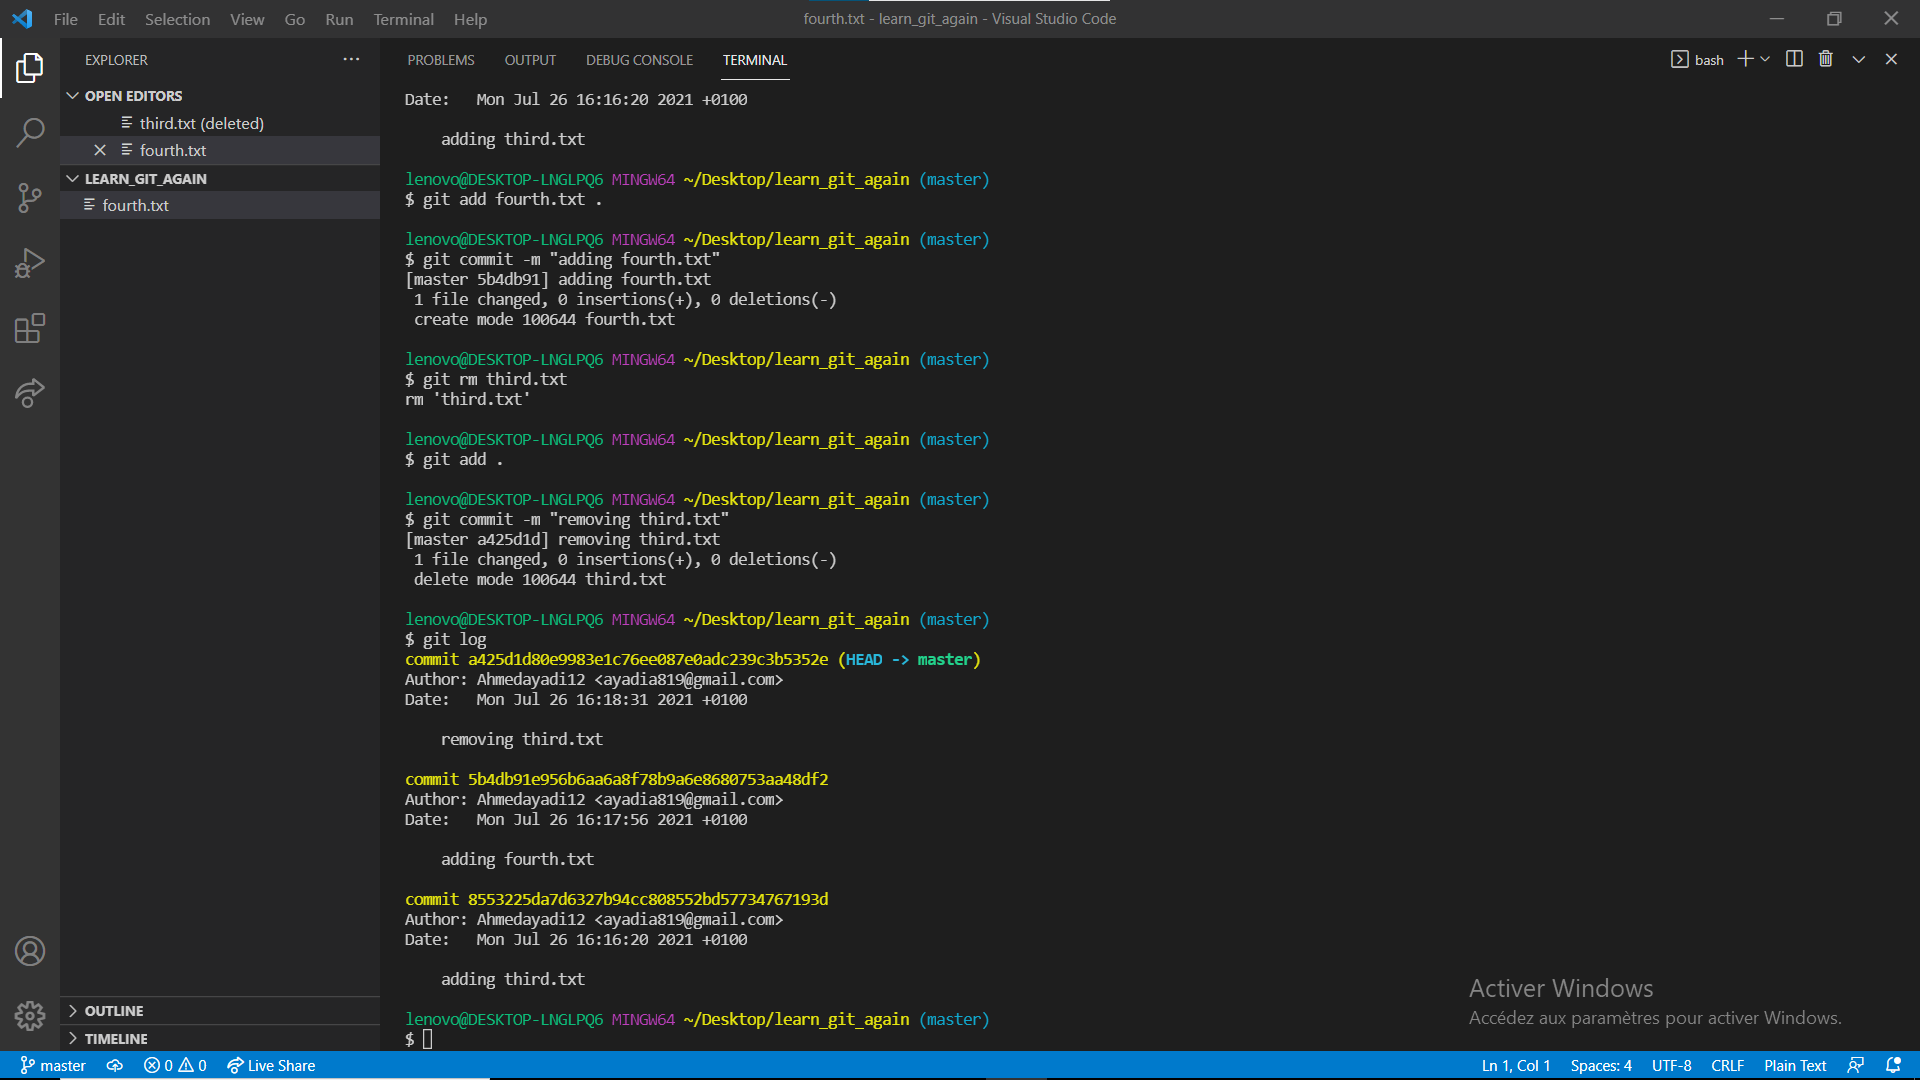 File Edit Selection View Go Run Terminal Help
fourth.txt - learn_git_again - Visual Studio Code
EXPLORER
OPEN EDITORS
third.txt (deleted)
fourth.txt
LEARN_GIT_AGAIN
fourth.txt
OUTLINE
TIMELINE
PROBLEMS OUTPUT DEBUG CONSOLE TERMINAL
bash
Date:   Mon Jul 26 16:16:20 2021 +0100
adding third.txt
lenovo@DESKTOP-LNGLPQ6 MINGW64 ~/Desktop/learn_git_again (master)
$ git add fourth.txt .
lenovo@DESKTOP-LNGLPQ6 MINGW64 ~/Desktop/learn_git_again (master)
$ git commit -m "adding fourth.txt"
[master 5b4db91] adding fourth.txt
1 file changed, 0 insertions(+), 0 deletions(-)
create mode 100644 fourth.txt
lenovo@DESKTOP-LNGLPQ6 MINGW64 ~/Desktop/learn_git_again (master)
$ git rm third.txt
rm 'third.txt'
lenovo@DESKTOP-LNGLPQ6 MINGW64 ~/Desktop/learn_git_again (master)
$ git add .
lenovo@DESKTOP-LNGLPQ6 MINGW64 ~/Desktop/learn_git_again (master)
$ git commit -m "removing third.txt"
[master a425d1d] removing third.txt
1 file changed, 0 insertions(+), 0 deletions(-)
delete mode 100644 third.txt
lenovo@DESKTOP-LNGLPQ6 MINGW64 ~/Desktop/learn_git_again (master)
$ git log
commit a425d1d80e9983e1c76ee087e0adc239c3b5352e (HEAD -> master)
Author: Ahmedayadi12 <ayadia819@gmail.com>
Date:   Mon Jul 26 16:18:31 2021 +0100
removing third.txt
commit 5b4db91e956b6aa6a8f78b9a6e8680753aa48df2
Author: Ahmedayadi12 <ayadia819@gmail.com>
Date:   Mon Jul 26 16:17:56 2021 +0100
adding fourth.txt
commit 8553225da7d6327b94cc808552bd57734767193d
Author: Ahmedayadi12 <ayadia819@gmail.com>
Date:   Mon Jul 26 16:16:20 2021 +0100
adding third.txt
lenovo@DESKTOP-LNGLPQ6 MINGW64 ~/Desktop/learn_git_again (master)
$
Activer Windows
Accédez aux paramètres pour activer Windows.
master 0 0 Live Share Ln 1, Col 1 Spaces: 4 UTF-8 CRLF Plain Text